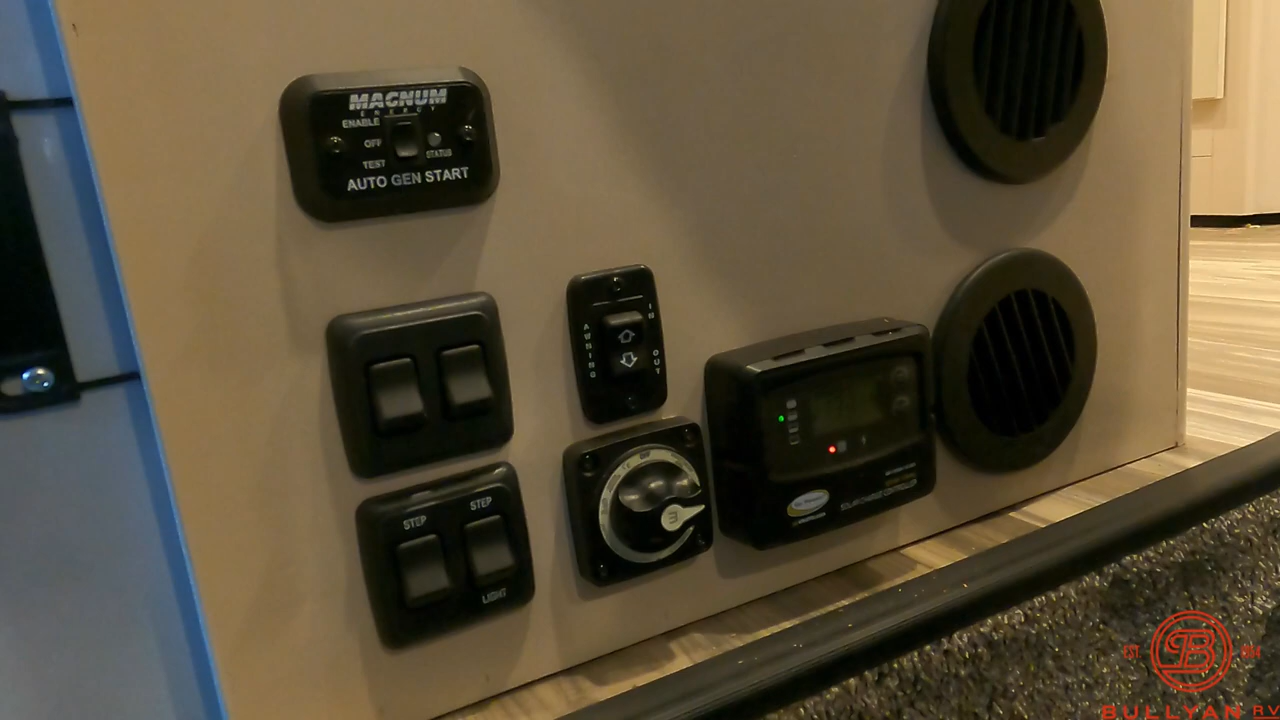 MAGNUM
ENERGY
ENABLE
OFF
TEST
STATUS
AUTO GEN START
AWNING
IN
OUT
STEP
STEP
LIGHT
OFF
SOLAR CHARGE CONTROLLER
EST.
BULLYAN RV